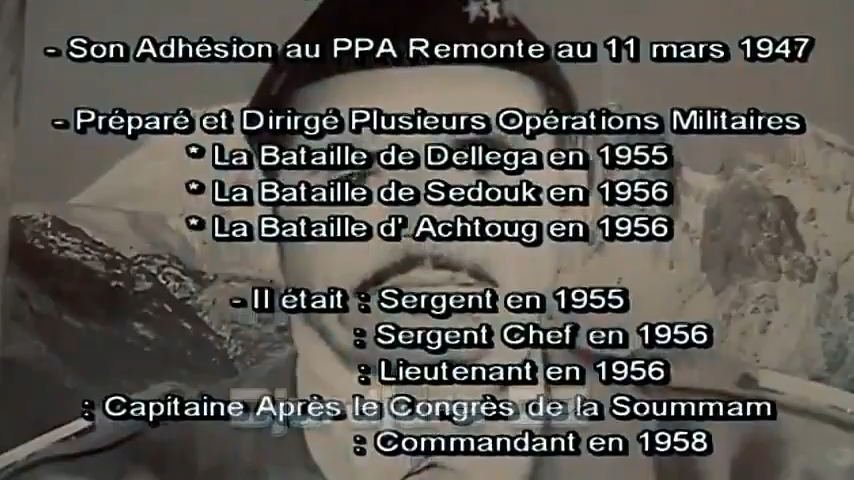 - Son Adhésion au PPA Remonte au 11 mars 1947
- Préparé et Dirirgé Plusieurs Opérations Militaires
* La Bataille de Dellega en 1955
* La Bataille de Sedouk en 1956
* La Bataille d' Achtoug en 1956
- Il était : Sergent en 1955
: Sergent Chef en 1956
: Lieutenant en 1956
: Capitaine Après le Congrès de la Soummam
: Commandant en 1958